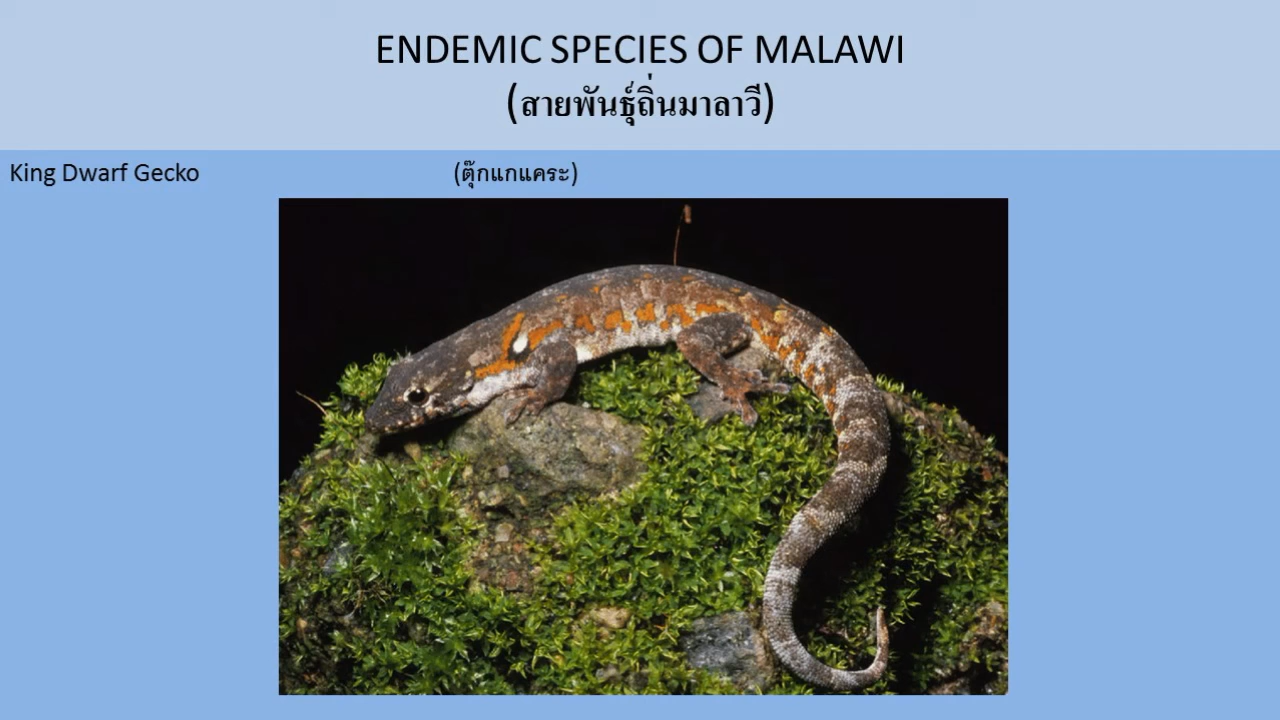 ENDEMIC SPECIES OF MALAWI
(สายพันธุ์ถิ่นมาลาวี)
King Dwarf Gecko (ตุ๊กแกแคระ)